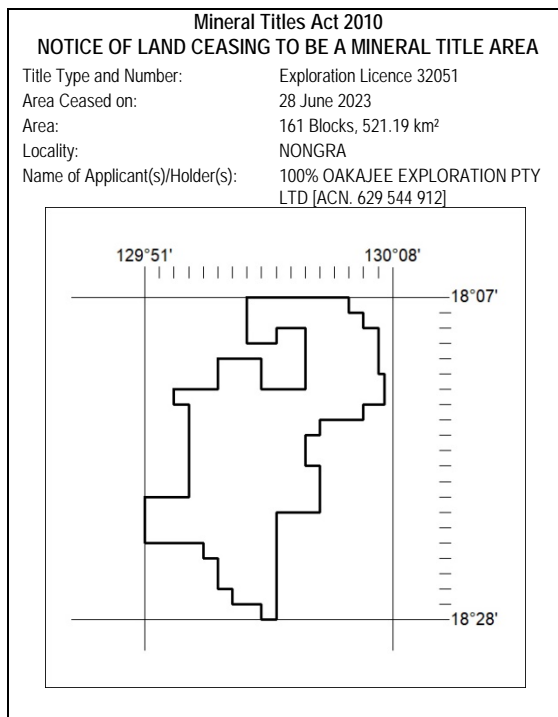 Mineral Titles Act 2010
NOTICE OF LAND CEASING TO BE A MINERAL TITLE AREA
Title Type and Number: Exploration Licence 32051
Area Ceased on: 28 June 2023
Area: 161 Blocks, 521.19 km²
Locality: NONGRA
Name of Applicant(s)/Holder(s): 100% OAKAJEE EXPLORATION PTY
LTD [ACN. 629 544 912]
129°51' 130°08'
18°07'
18°28'